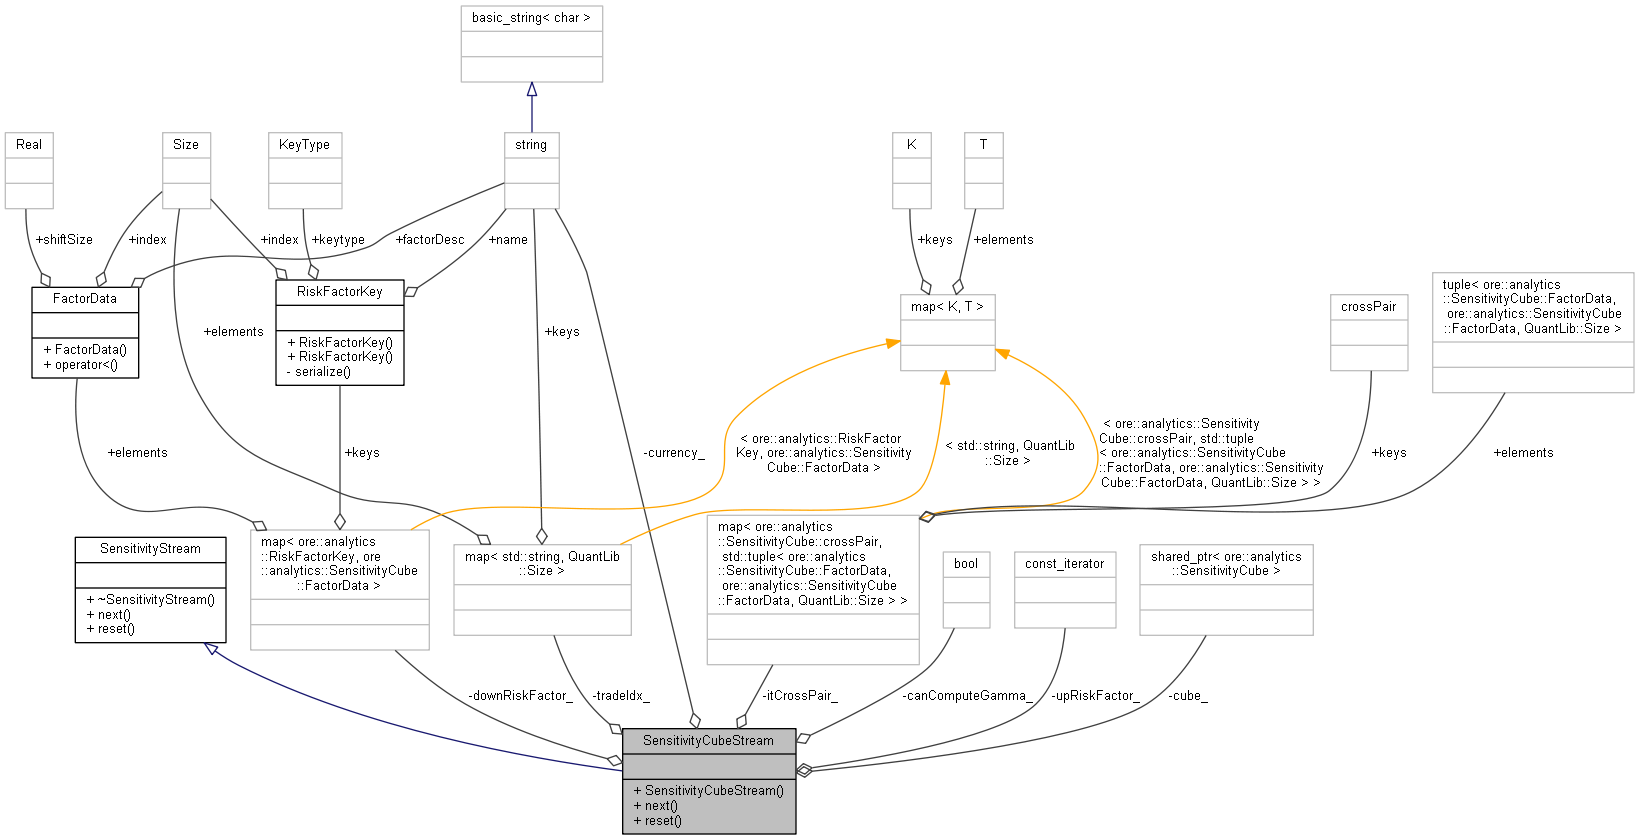 basic_string< char >
Real
Size
KeyType
string
K
T
+shiftSize
+index
+index
+keytype
+factorDesc
+name
+keys
+elements
FactorData
+ FactorData()
+ operator<()
RiskFactorKey
+ RiskFactorKey()
+ RiskFactorKey()
- serialize()
map< K, T >
crossPair
tuple< ore::analytics
::SensitivityCube::FactorData,
ore::analytics::SensitivityCube
::FactorData, QuantLib::Size >
+elements
+keys
+elements
+keys
-currency_
< ore::analytics::RiskFactor
Key, ore::analytics::Sensitivity
Cube::FactorData >
< std::string, QuantLib
::Size >
< ore::analytics::Sensitivity
Cube::crossPair, std::tuple
< ore::analytics::SensitivityCube
::FactorData, ore::analytics::Sensitivity
Cube::FactorData, QuantLib::Size > >
+keys
+elements
SensitivityStream
+ ~SensitivityStream()
+ next()
+ reset()
map< ore::analytics
::RiskFactorKey, ore
::analytics::SensitivityCube
::FactorData >
map< std::string, QuantLib
::Size >
map< ore::analytics
::SensitivityCube::crossPair,
std::tuple< ore::analytics
::SensitivityCube::FactorData,
ore::analytics::SensitivityCube
::FactorData, QuantLib::Size > >
bool
const_iterator
shared_ptr< ore::analytics
::SensitivityCube >
-downRiskFactor_
-tradeIdx_
-itCrossPair_
-canComputeGamma_
-upRiskFactor_
-cube_
SensitivityCubeStream
+ SensitivityCubeStream()
+ next()
+ reset()